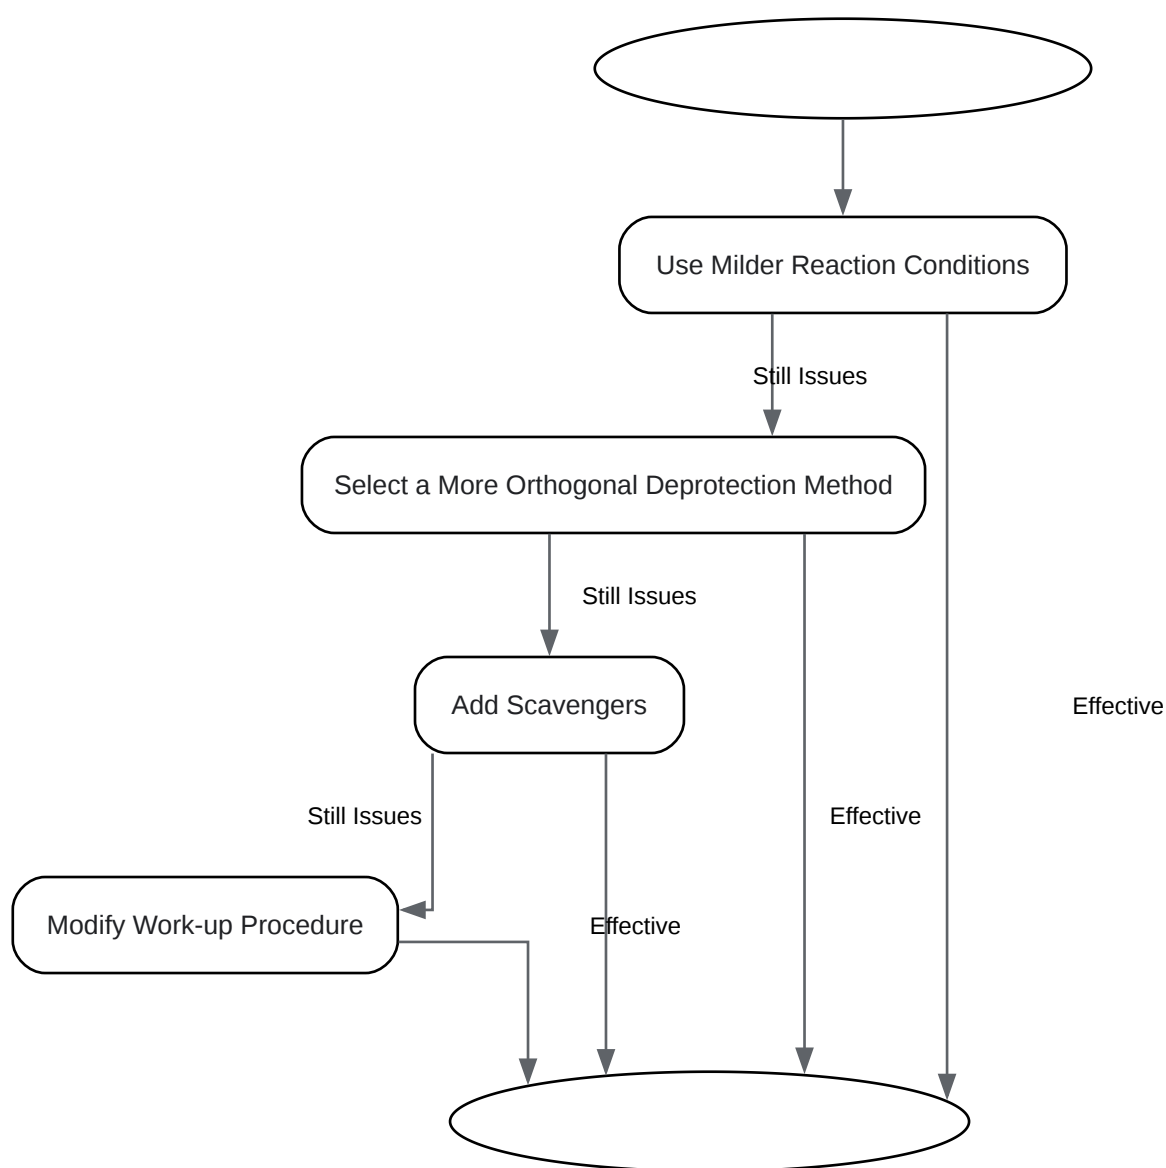 Use Milder Reaction Conditions
Still Issues
Select a More Orthogonal Deprotection Method
Still Issues
Add Scavengers
Effective
Still Issues
Effective
Modify Work-up Procedure
Effective